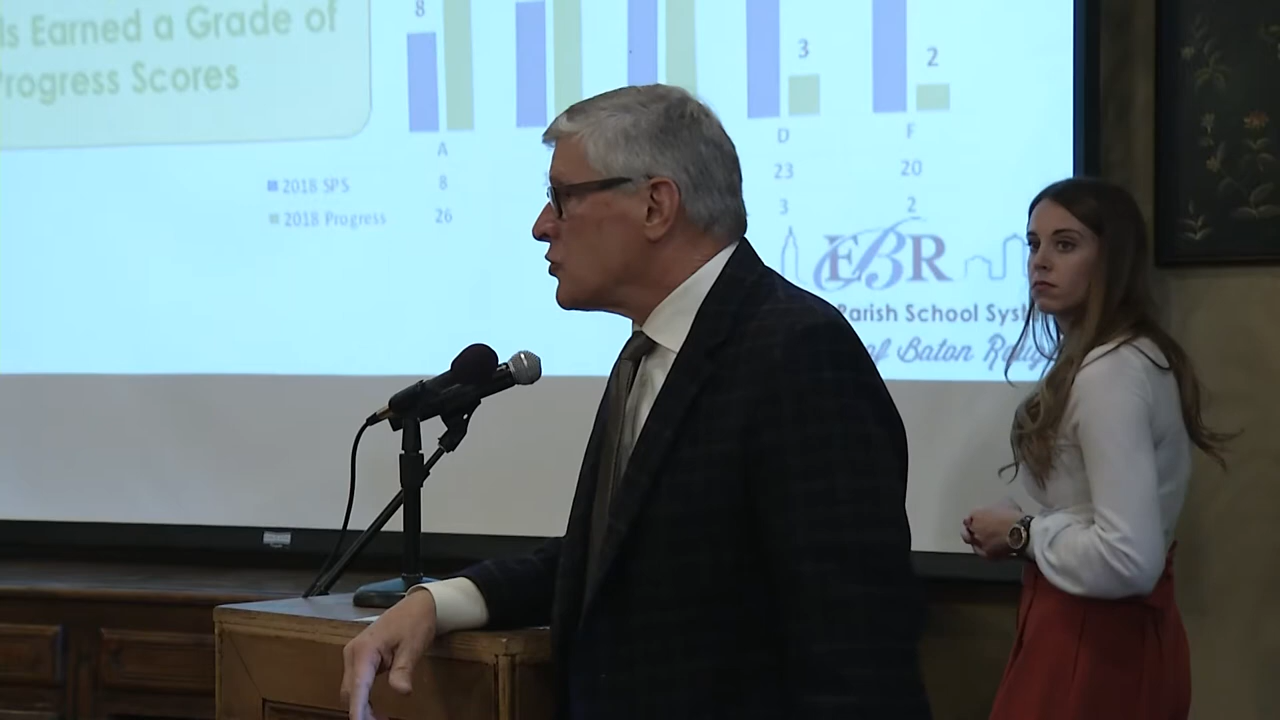 ls Earned a Grade of
Progress Scores
8
3
2
A
D
F
2018 SPS 8 23 20
2018 Progress 26 3 2
EBR
Parish School Syst
of Baton Roug